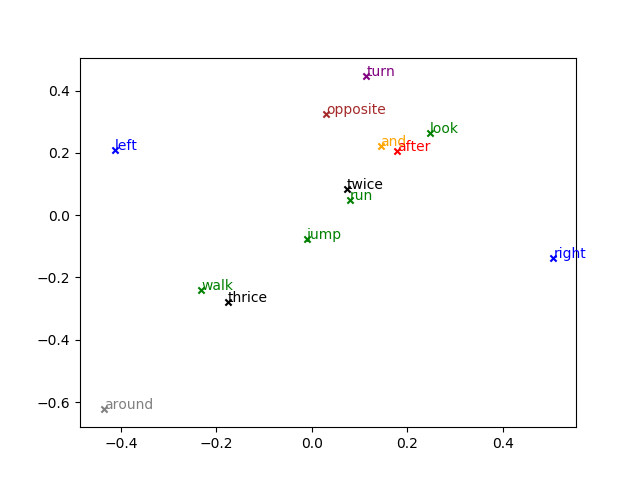 turn
0.4
opposite
look
and
after
left
0.2
twice
run
0.0
jump
right
walk
−0.2
thrice
−0.4
around
−0.6
−0.4 −0.2 0.0 0.2 0.4